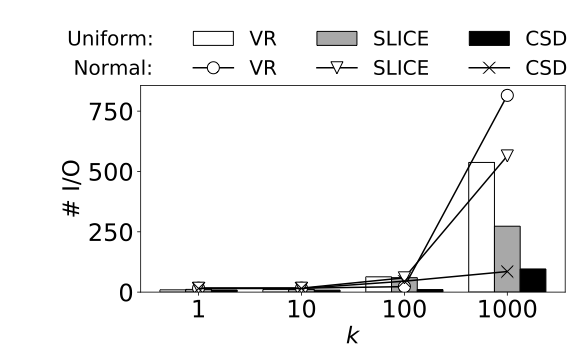 Uniform: VR SLICE CSD
Normal: VR SLICE CSD
750
500
250
0
# I/O
1 10 100 1000
k